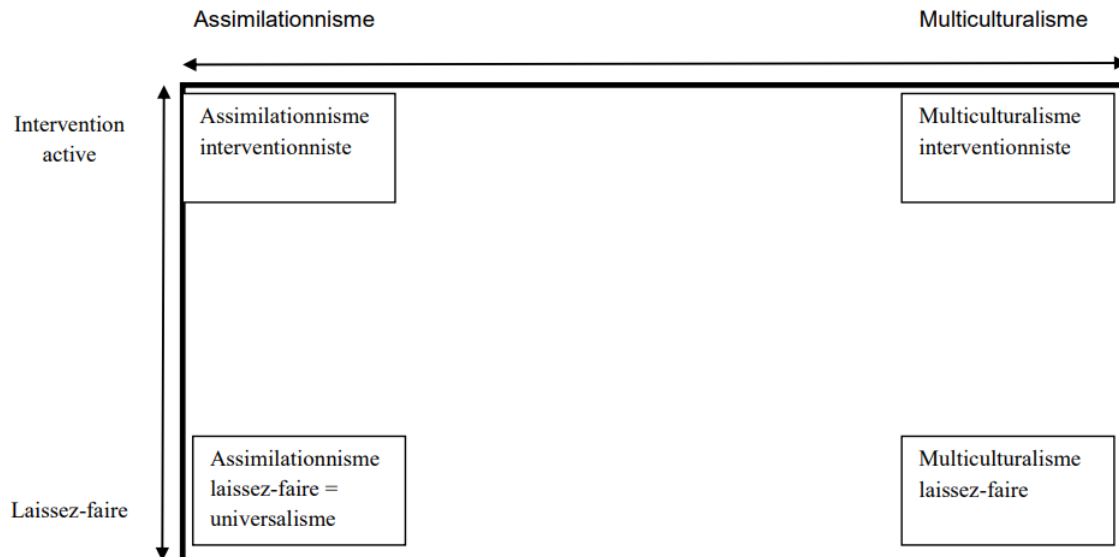 Assimilationnisme
Multiculturalisme
Intervention
active
Assimilationnisme
interventionniste
Multiculturalisme
interventionniste
Laissez-faire
Assimilationnisme
laissez-faire =
universalisme
Multiculturalisme
laissez-faire